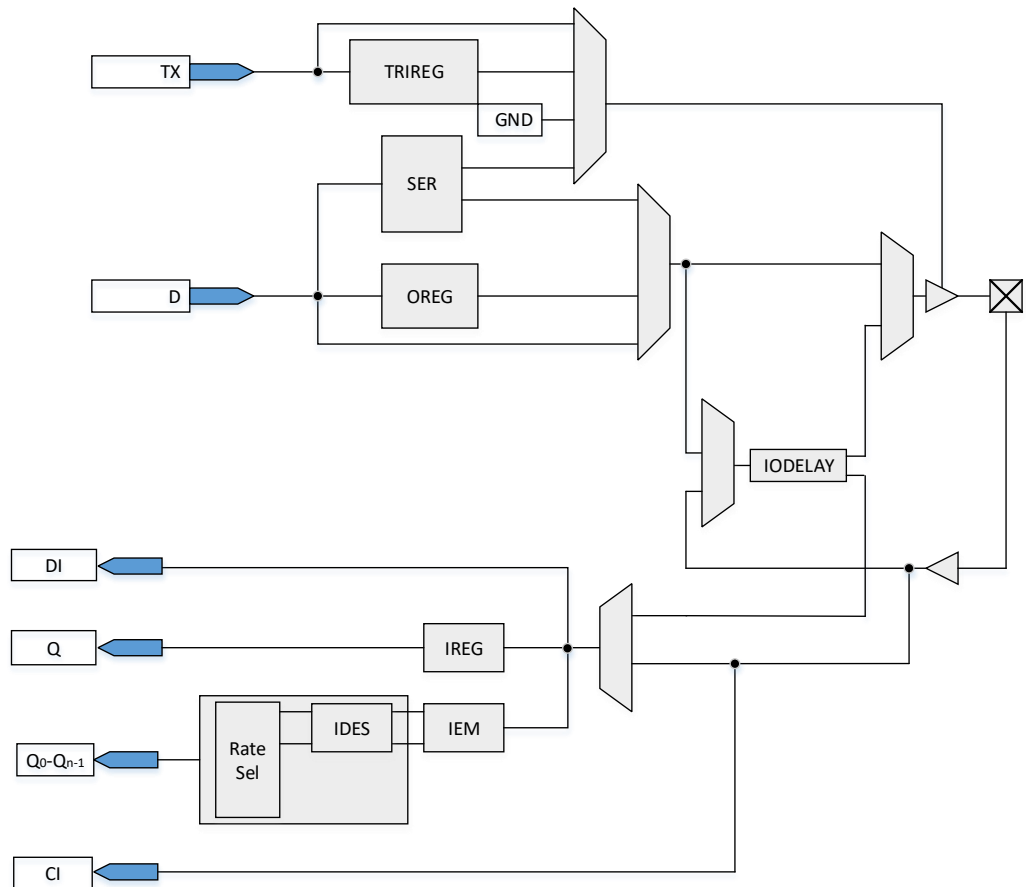 TX
TRIREG
GND
SER
D
OREG
IODELAY
DI
Q
IREG
IDES
IEM
Rate
Sel
Q0-Qn-1
CI